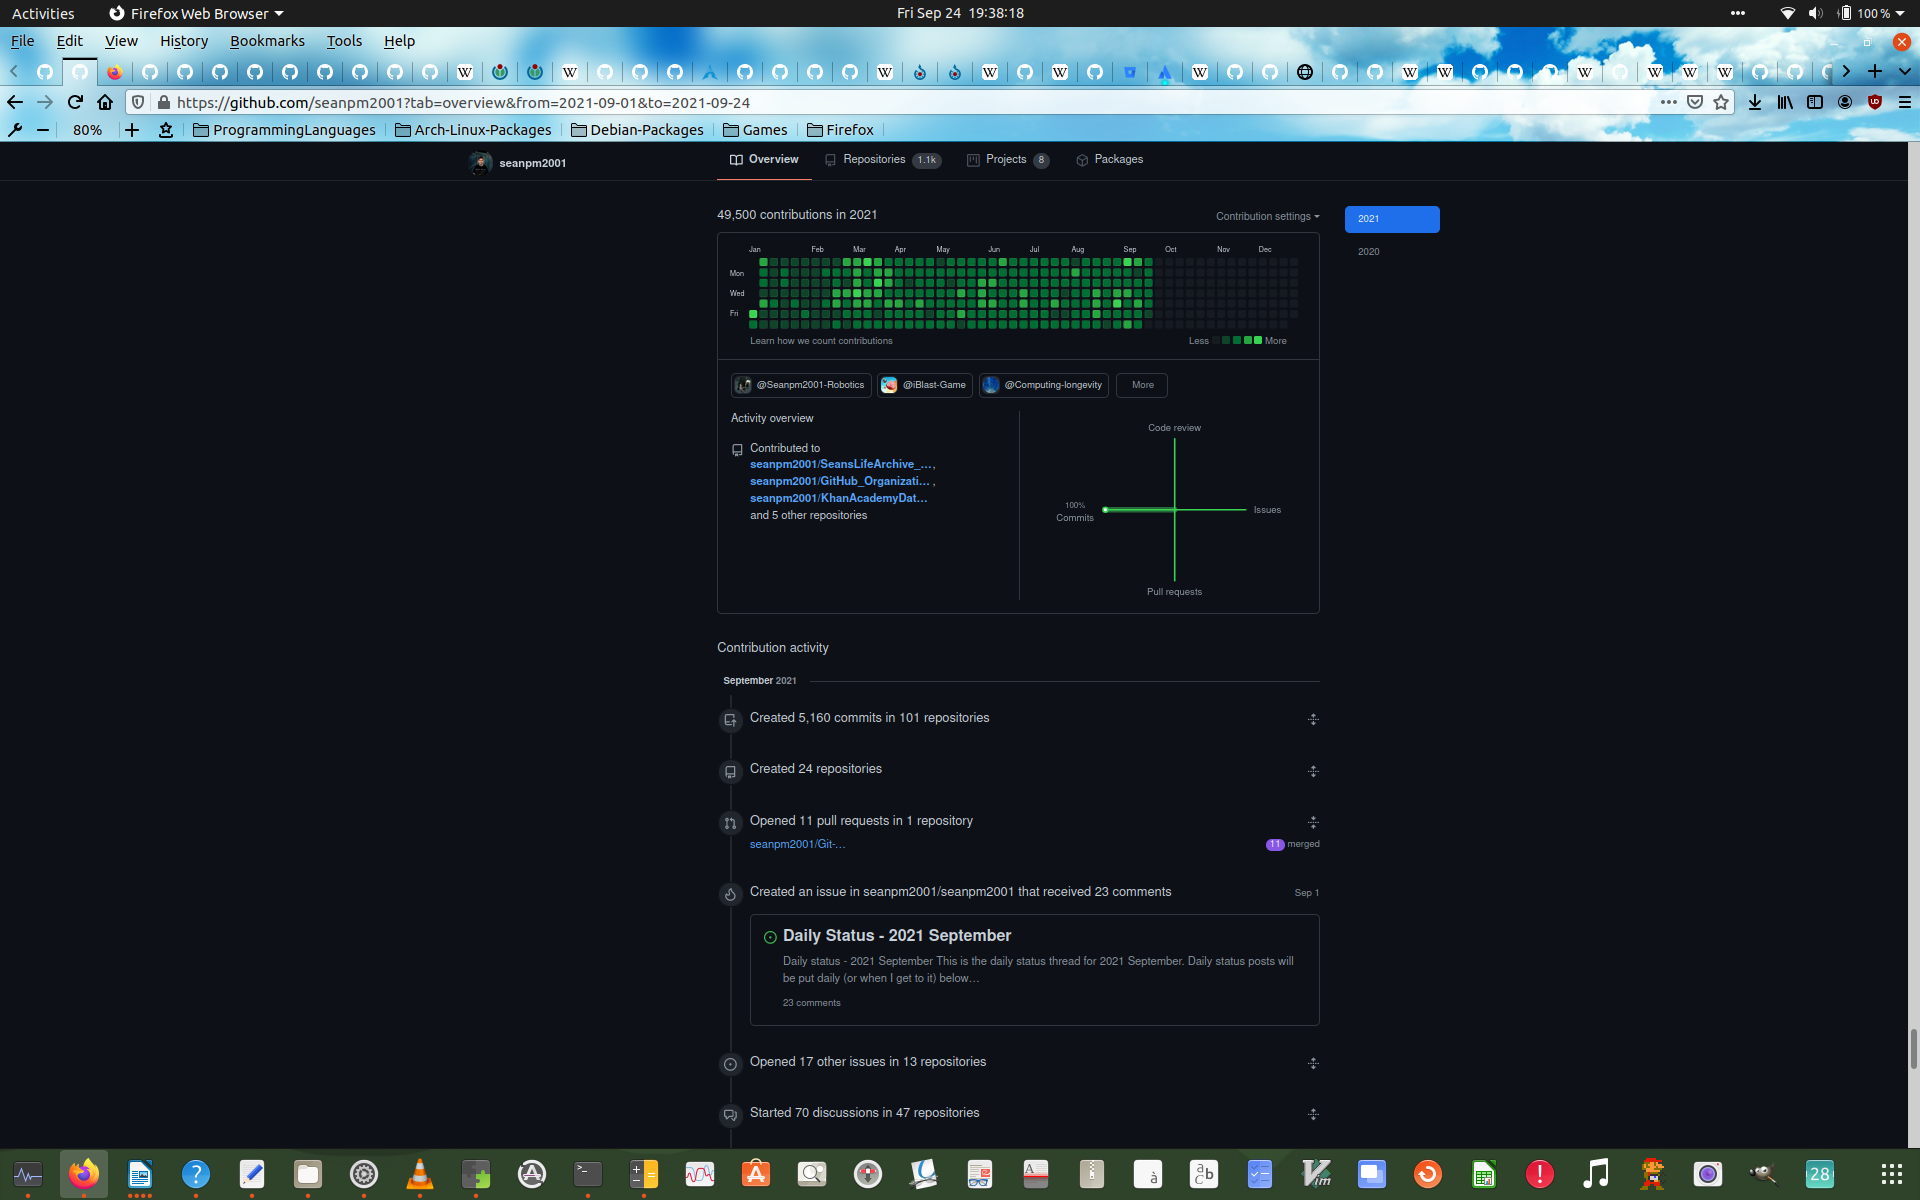 Activities Firefox Web Browser Fri Sep 24 19:38:18 100 %
File Edit View History Bookmarks Tools Help
https://github.com/seanpm2001?tab=overview&from=2021-09-01&to=2021-09-24
80% ProgrammingLanguages Arch-Linux-Packages Debian-Packages Games Firefox
seanpm2001 Overview Repositories 1.1k Projects 8 Packages
49,500 contributions in 2021 Contribution settings 2021
2020
Jan Feb Mar Apr May Jun Jul Aug Sep Oct Nov Dec
Mon
Wed
Fri
Learn how we count contributions Less More
@Seanpm2001-Robotics @iBlast-Game @Computing-longevity More
Activity overview
Contributed to
seanpm2001/SeansLifeArchive_…,
seanpm2001/GitHub_Organizati… ,
seanpm2001/KhanAcademyDat…
and 5 other repositories
Code review
100%
Commits
Issues
Pull requests
Contribution activity
September 2021
Created 5,160 commits in 101 repositories
Created 24 repositories
Opened 11 pull requests in 1 repository
seanpm2001/Git-… 11 merged
Created an issue in seanpm2001/seanpm2001 that received 23 comments Sep 1
Daily Status - 2021 September
Daily status - 2021 September This is the daily status thread for 2021 September. Daily status posts will
be put daily (or when I get to it) below…
23 comments
Opened 17 other issues in 13 repositories
Started 70 discussions in 47 repositories
28